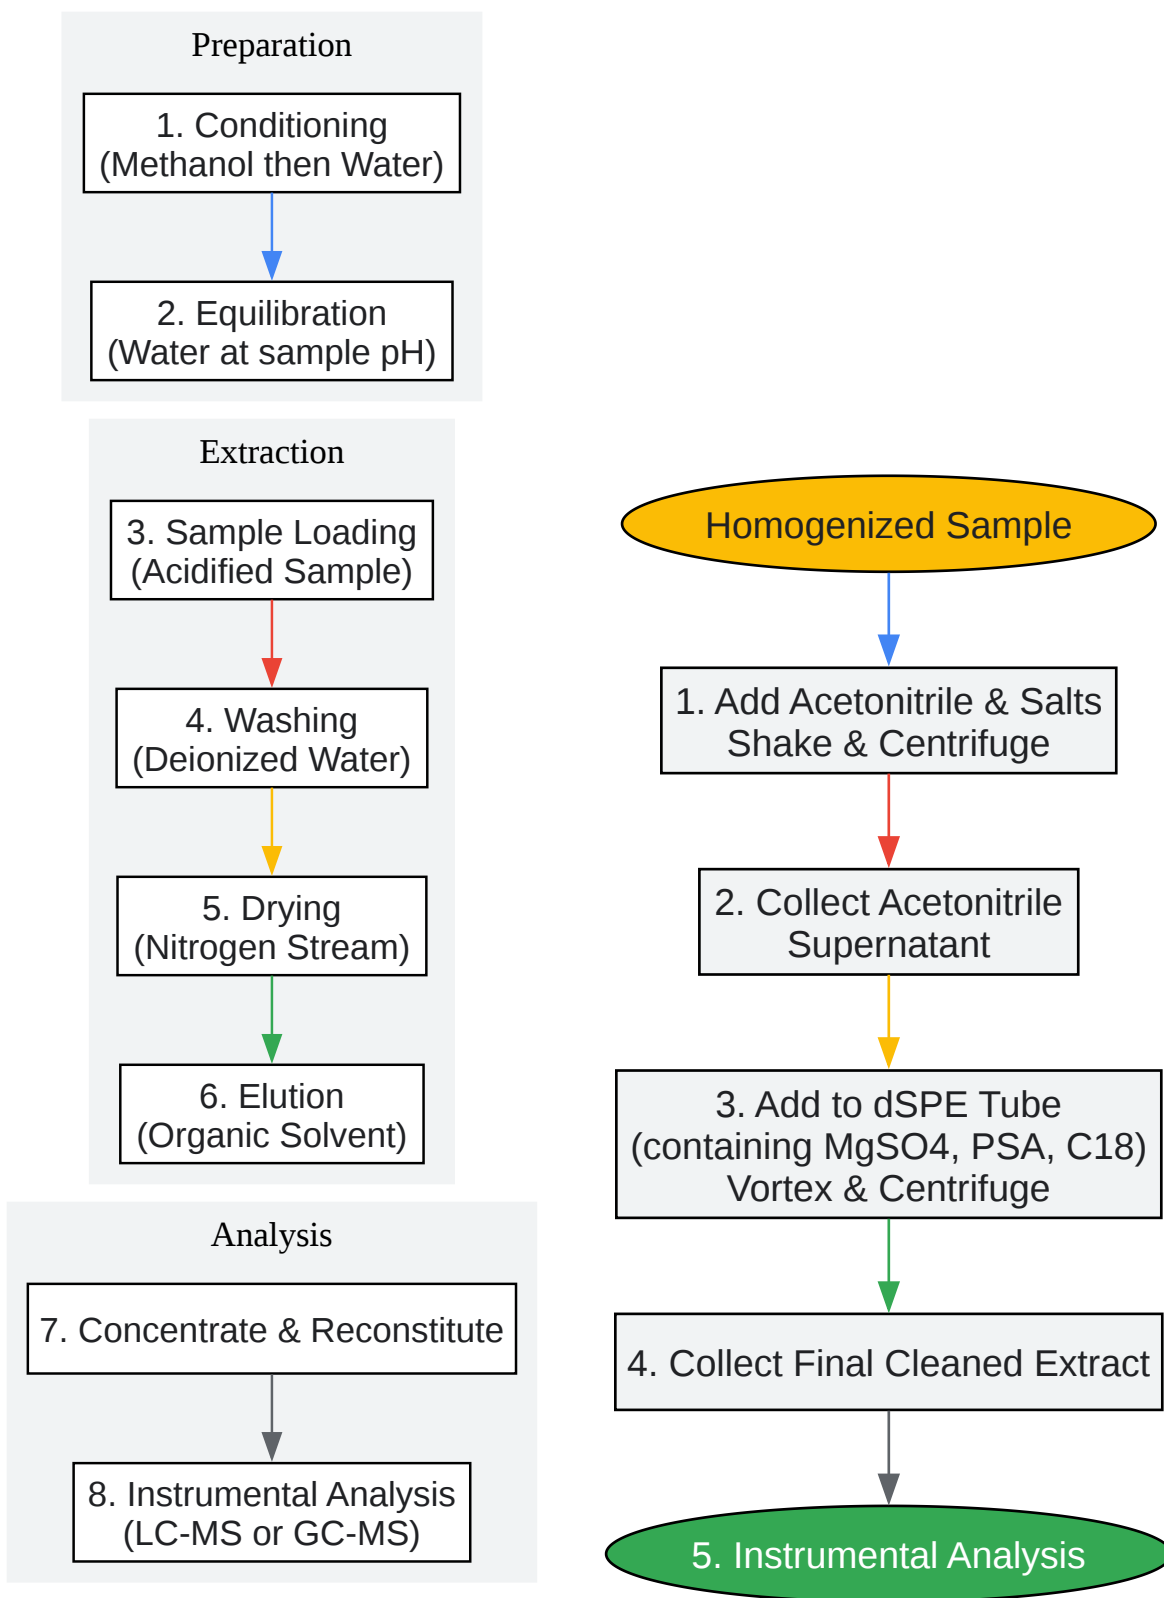 Preparation
1. Conditioning
(Methanol then Water)
2. Equilibration
(Water at sample pH)
Extraction
3. Sample Loading
(Acidified Sample)
4. Washing
(Deionized Water)
5. Drying
(Nitrogen Stream)
6. Elution
(Organic Solvent)
Analysis
7. Concentrate & Reconstitute
8. Instrumental Analysis
(LC-MS or GC-MS)
Homogenized Sample
1. Add Acetonitrile & Salts
Shake & Centrifuge
2. Collect Acetonitrile
Supernatant
3. Add to dSPE Tube
(containing MgSO4, PSA, C18)
Vortex & Centrifuge
4. Collect Final Cleaned Extract
5. Instrumental Analysis